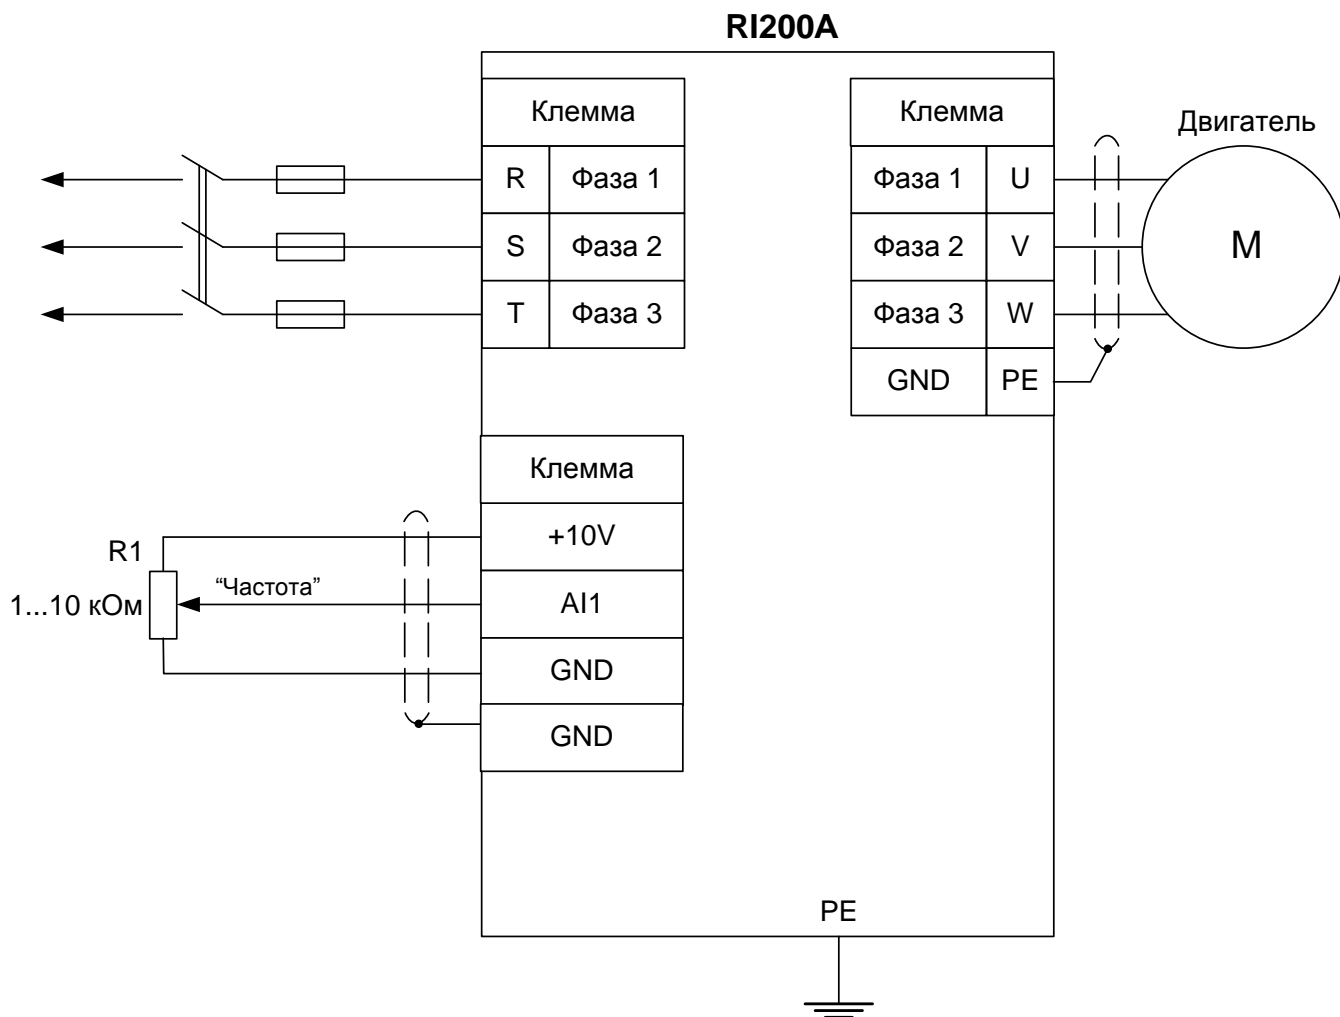 RI200A
Клемма
R Фаза 1
S Фаза 2
T Фаза 3
Клемма
Фаза 1 U
Фаза 2 V
Фаза 3 W
GND PE
Двигатель
M
Клемма
+10V
AI1
GND
GND
R1
1...10 кОм
“Частота”
PE